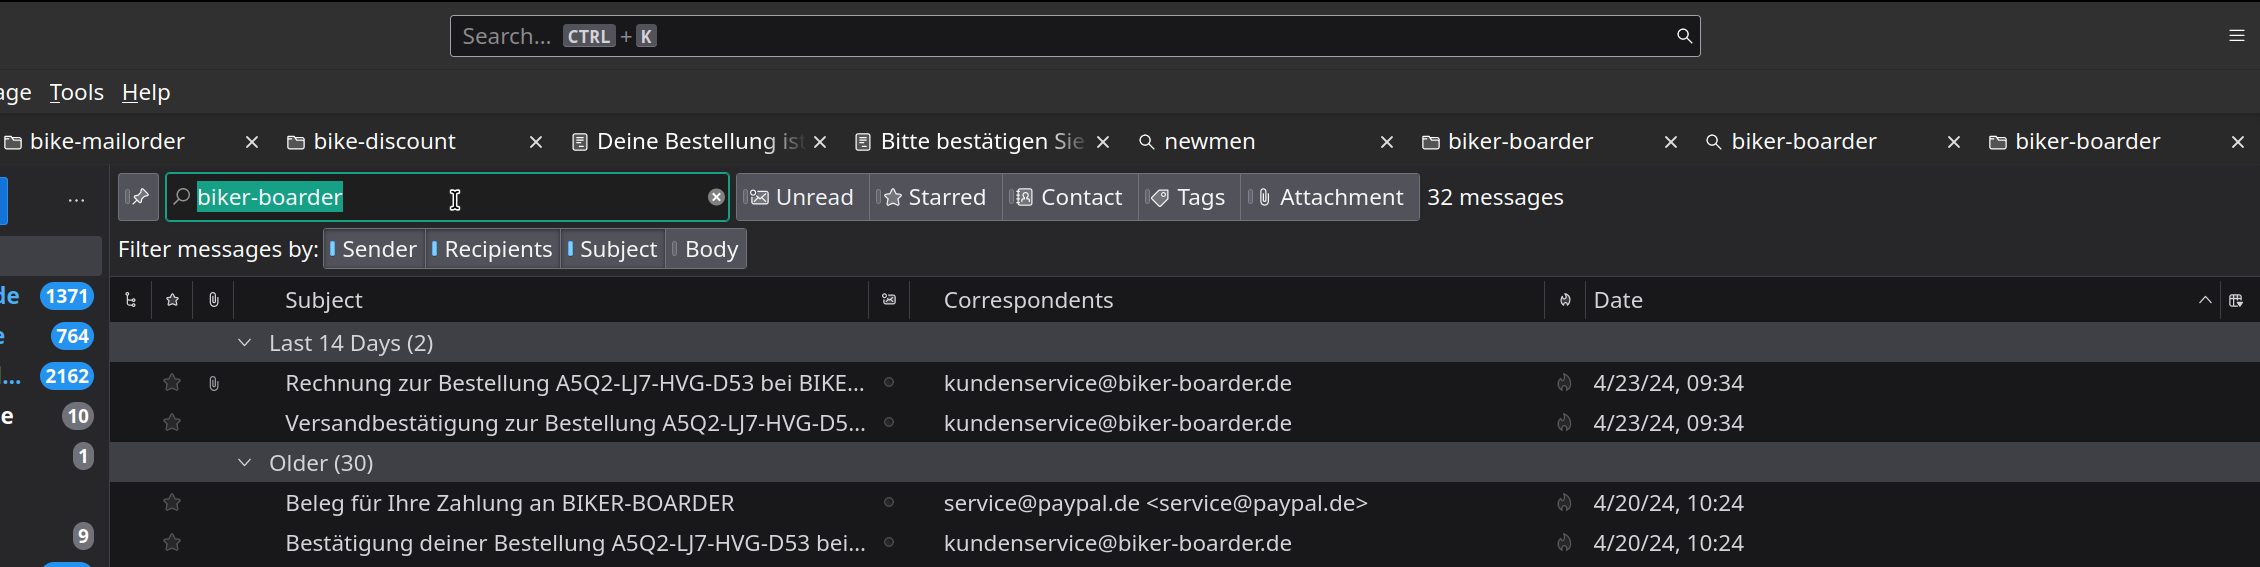 Search... CTRL + K
age Tools Help
bike-mailorder bike-discount Deine Bestellung ist Bitte bestätigen Sie newmen biker-boarder biker-boarder biker-boarder
... biker-boarder Unread Starred Contact Tags Attachment 32 messages
Filter messages by: Sender Recipients Subject Body
de 1371
Subject Correspondents Date
e 764
Last 14 Days (2)
... 2162
Rechnung zur Bestellung A5Q2-LJ7-HVG-D53 bei BIKE... kundenservice@biker-boarder.de 4/23/24, 09:34
e 10
Versandbestätigung zur Bestellung A5Q2-LJ7-HVG-D5... kundenservice@biker-boarder.de 4/23/24, 09:34
1
Older (30)
Beleg für Ihre Zahlung an BIKER-BOARDER service@paypal.de <service@paypal.de> 4/20/24, 10:24
9
Bestätigung deiner Bestellung A5Q2-LJ7-HVG-D53 bei... kundenservice@biker-boarder.de 4/20/24, 10:24